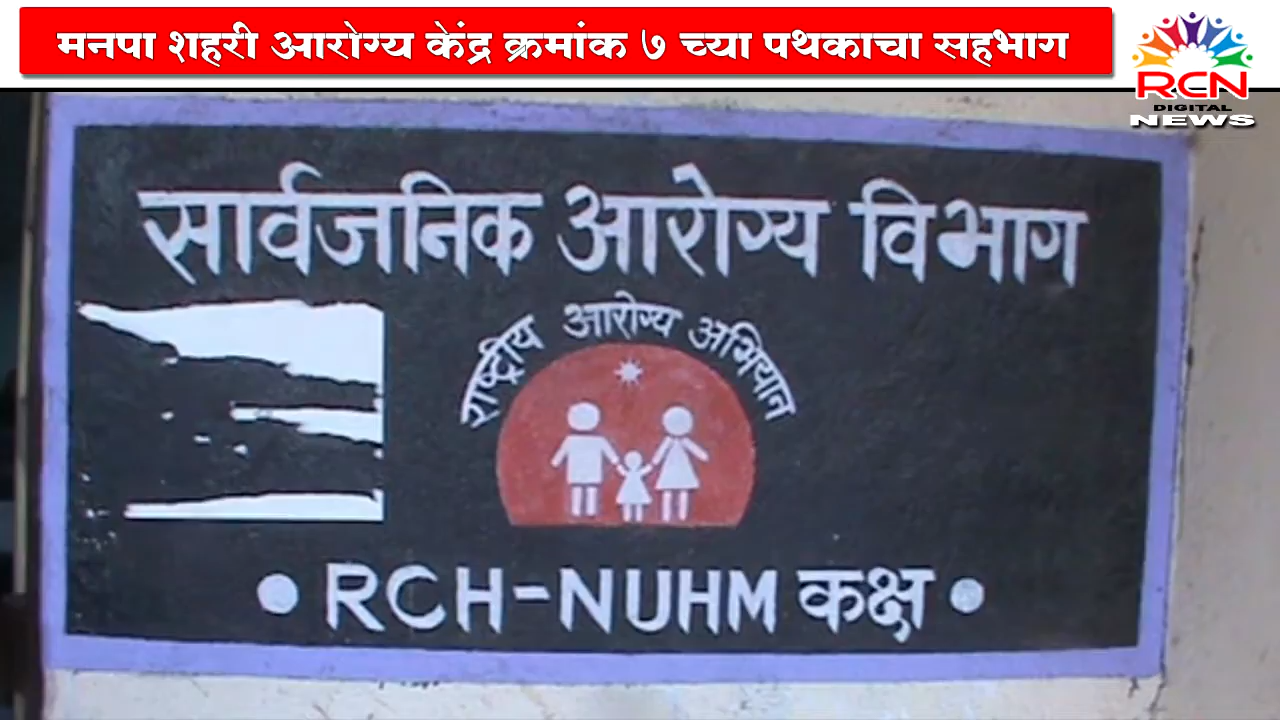 मनपा शहरी आरोग्य केंद्र क्रमांक ७ च्या पथकाचा सहभाग
RCN
DIGITAL
NEWS
सार्वजनिक आरोग्य विभाग
राष्ट्रीय आरोग्य अभियान
• RCH-NUHM कक्ष •